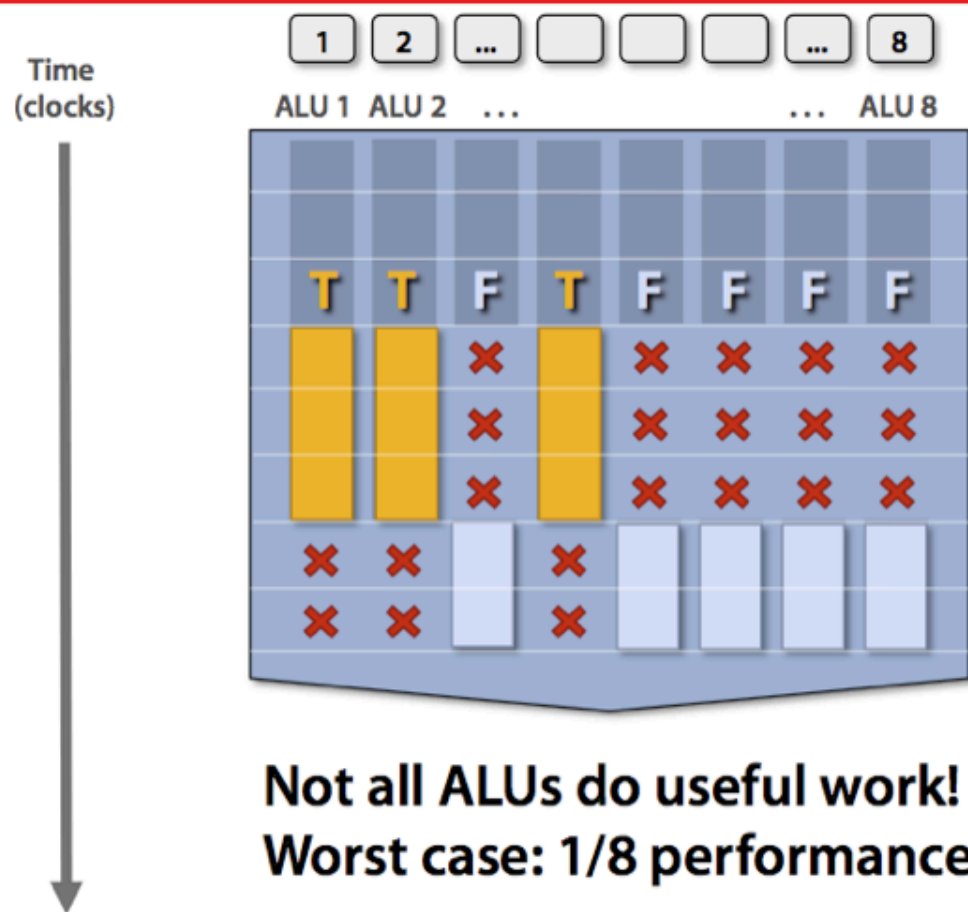 1 2 ... ... 8
Time
(clocks)
ALU 1 ALU 2 ... ... ALU 8
T T F T F F F F
Not all ALUs do useful work!
Worst case: 1/8 performance